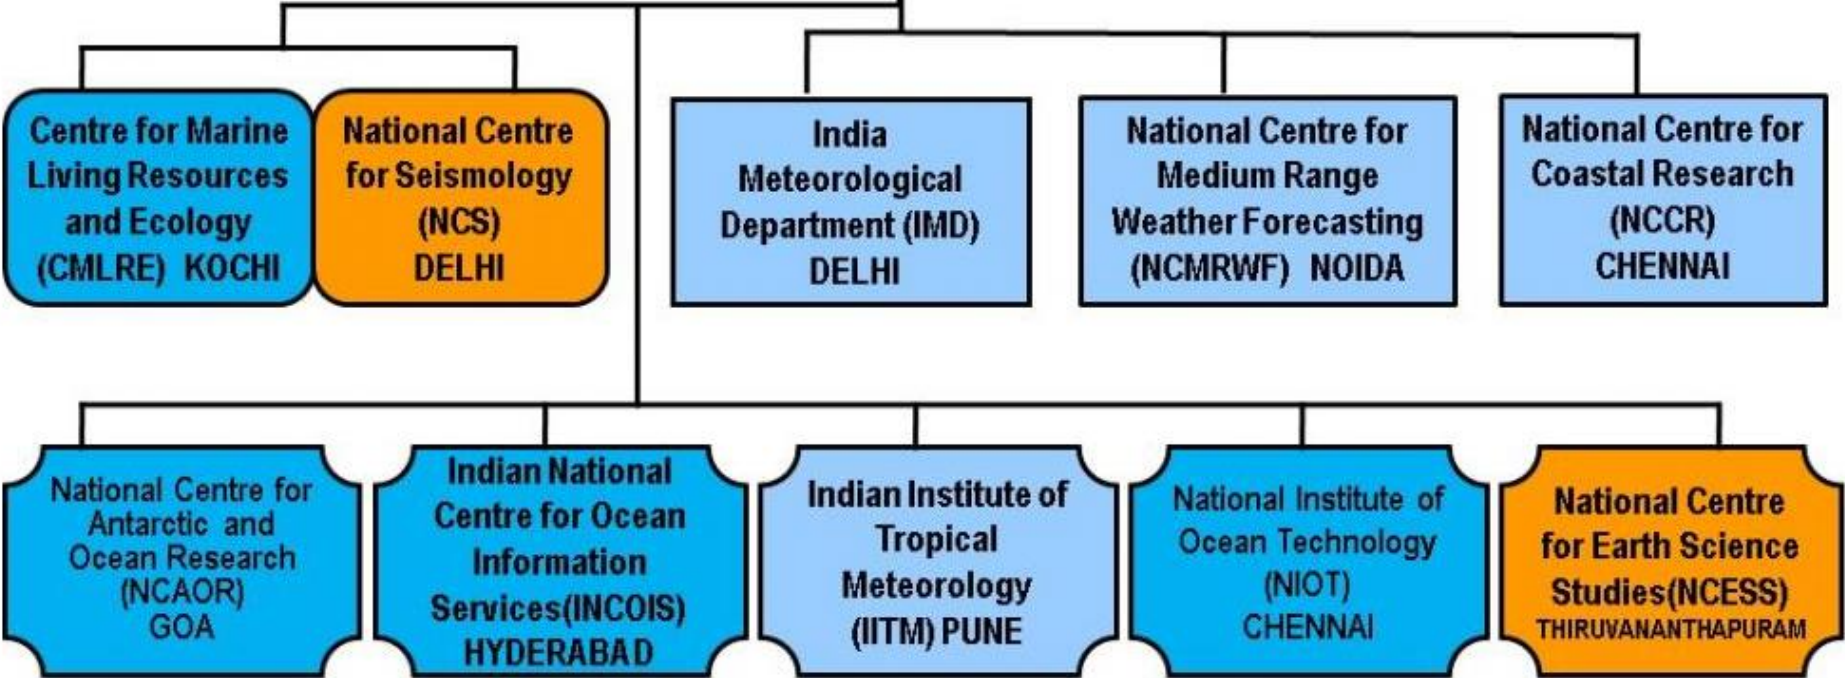 Centre for Marine
Living Resources
and Ecology
(CMLRE) KOCHI
National Centre
for Seismology
(NCS)
DELHI
India
Meteorological
Department (IMD)
DELHI
National Centre for
Medium Range
Weather Forecasting
(NCMRWF) NOIDA
National Centre for
Coastal Research
(NCCR)
CHENNAI
National Centre for
Antarctic and
Ocean Research
(NCAOR)
GOA
Indian National
Centre for Ocean
Information
Services(INCOIS)
HYDERABAD
Indian Institute of
Tropical
Meteorology
(IITM) PUNE
National Institute of
Ocean Technology
(NIOT)
CHENNAI
National Centre
for Earth Science
Studies(NCESS)
THIRUVANANTHAPURAM